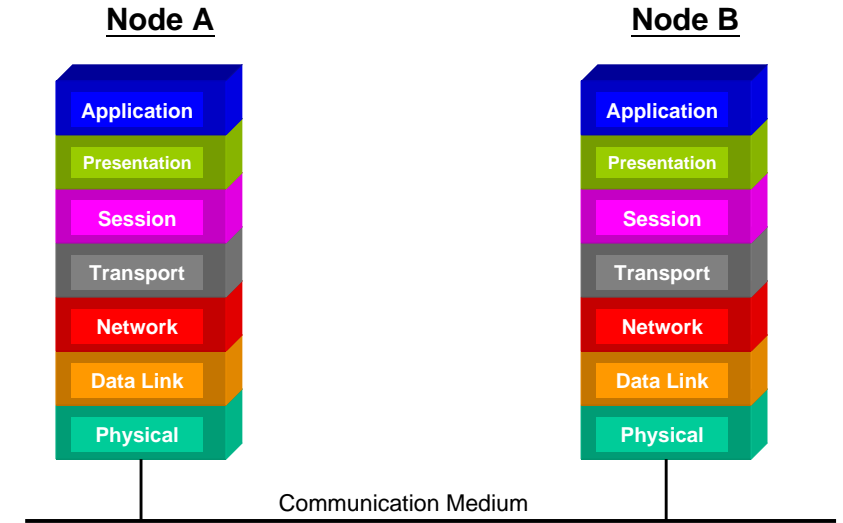 Node A
Node B
Application
Application
Presentation
Presentation
Session
Session
Transport
Transport
Network
Network
Data Link
Data Link
Physical
Physical
Communication Medium